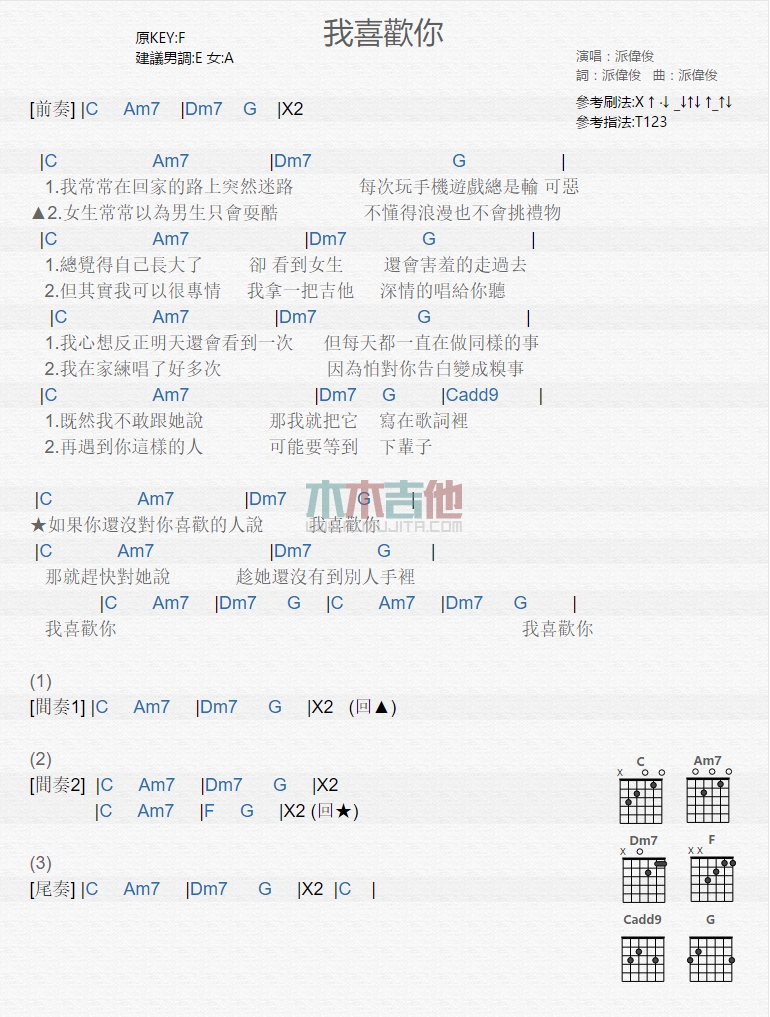 我喜歡你
原KEY:F
建議男調:E 女:A
演唱：派偉俊
詞：派偉俊 曲：派偉俊
參考刷法:X↑·↓ _↓↑↓ ↑_↑↓
參考指法:T123
[前奏] |C Am7 |Dm7 G |X2
|C Am7 |Dm7 G |
1.我常常在回家的路上突然迷路 每次玩手機遊戲總是輸 可惡
▲2.女生常常以為男生只會耍酷 不懂得浪漫也不會挑禮物
|C Am7 |Dm7 G |
1.總覺得自己長大了 卻 看到女生 還會害羞的走過去
2.但其實我可以很專情 我拿一把吉他 深情的唱給你聽
|C Am7 |Dm7 G |
1.我心想反正明天還會看到一次 但每天都一直在做同樣的事
2.我在家練唱了好多次 因為怕對你告白變成糗事
|C Am7 |Dm7 G |Cadd9 |
1.既然我不敢跟她說 那我就把它 寫在歌詞裡
2.再遇到你這樣的人 可能要等到 下輩子
|C Am7 |Dm7 G |
★如果你還沒對你喜歡的人說 我喜歡你
|C Am7 |Dm7 G |
那就趕快對她說 趁她還沒有到別人手裡
|C Am7 |Dm7 G |C Am7 |Dm7 G |
我喜歡你 我喜歡你
(1)
[間奏1] |C Am7 |Dm7 G |X2 (回▲)
(2)
[間奏2] |C Am7 |Dm7 G |X2
|C Am7 |F G |X2 (回★)
(3)
[尾奏] |C Am7 |Dm7 G |X2 |C |
C Am7
Dm7 F
Cadd9 G
木木吉他